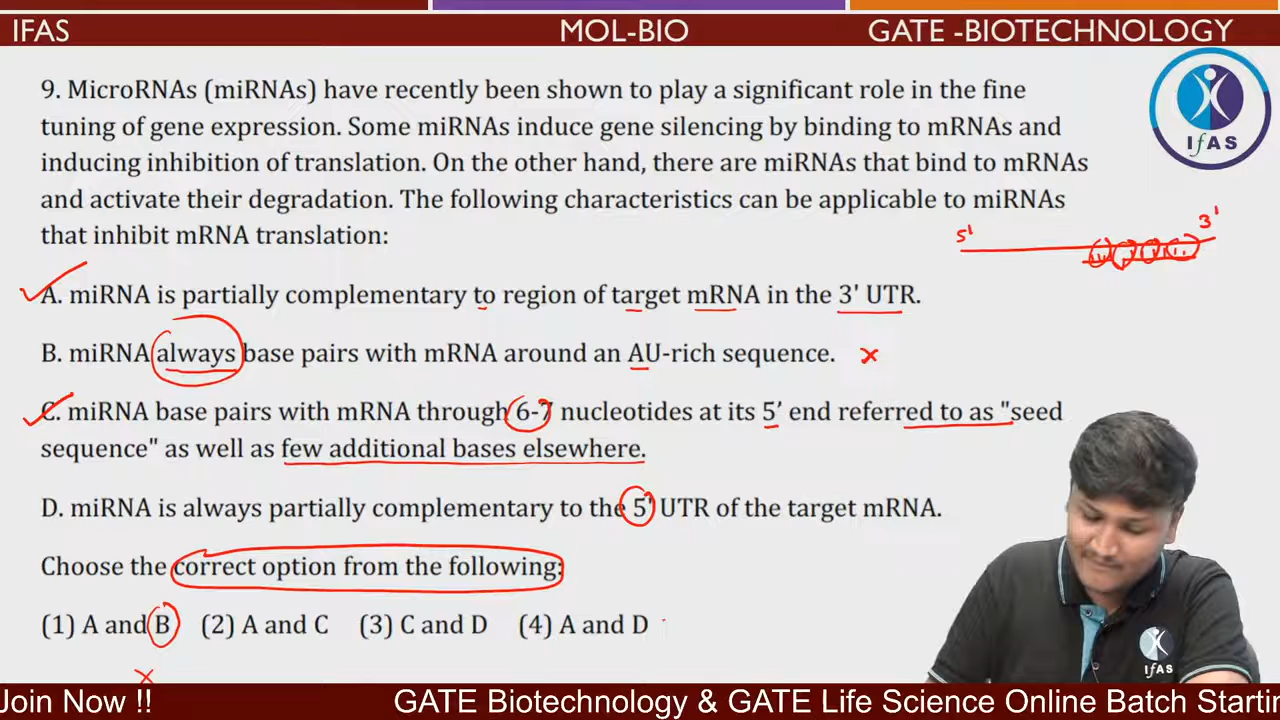 IFAS MOL-BIO GATE -BIOTECHNOLOGY
9. MicroRNAs (miRNAs) have recently been shown to play a significant role in the fine
tuning of gene expression. Some miRNAs induce gene silencing by binding to mRNAs and
inducing inhibition of translation. On the other hand, there are miRNAs that bind to mRNAs
and activate their degradation. The following characteristics can be applicable to miRNAs
that inhibit mRNA translation:
IfAS
5' 3'
A. miRNA is partially complementary to region of target mRNA in the 3' UTR.
B. miRNA always base pairs with mRNA around an AU-rich sequence. x
C. miRNA base pairs with mRNA through 6-7 nucleotides at its 5’ end referred to as "seed
sequence" as well as few additional bases elsewhere.
D. miRNA is always partially complementary to the 5' UTR of the target mRNA.
Choose the correct option from the following:
(1) A and B (2) A and C (3) C and D (4) A and D
x
IfAS
Join Now !! GATE Biotechnology & GATE Life Science Online Batch Startin